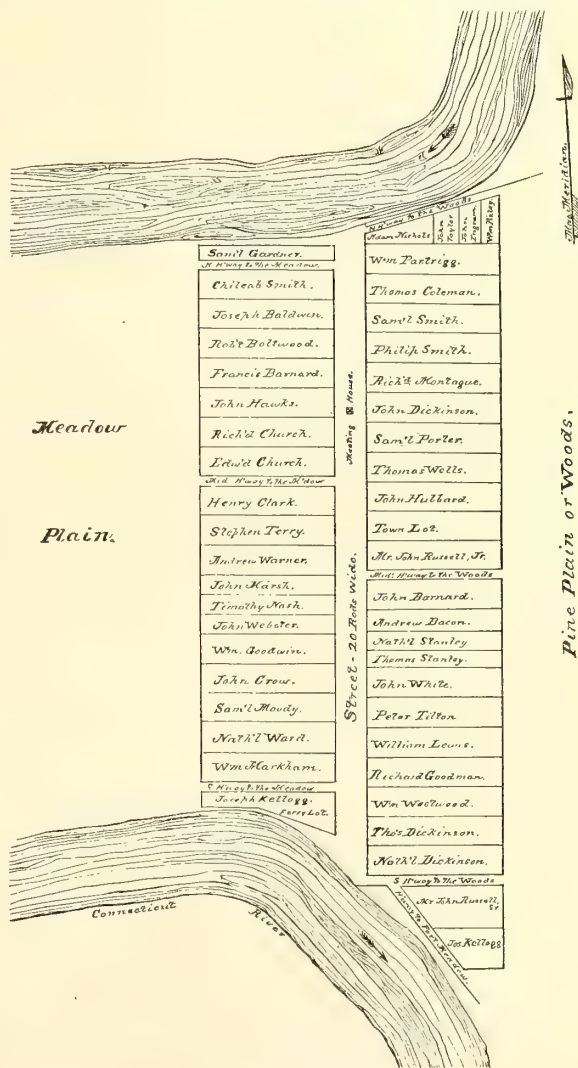 Mag. Meridian.
N H'way to the Woods
Adam Nichols
John Taylor
John Ingram
Wm Pixley
Sam'l Gardner.
N H'way to the Meadow.
Chileab Smith.
Joseph Baldwin.
Rob't Boltwood.
Francis Barnard.
John Hawks.
Rich'd Church.
Edw'd Church.
Mid H'way to the M'dow
Henry Clark.
Stephen Terry.
Andrew Warner.
John Marsh.
Timothy Nash.
John Webster.
Wm. Goodwin.
John Crow.
Sam'l Moody.
Nath'l Ward.
Wm Markham.
S H'way to the Meadow
Joseph Kellogg.
Ferry Lot.
Meadow
Plain.
Meeting House.
Street - 20 Rods Wide.
Wm Partrigg.
Thomas Coleman.
Sam'l Smith.
Philip Smith.
Rich'd Montague.
John Dickinson.
Sam'l Porter.
Thomas Wells.
John Hubbard.
Town Lot.
Mr. John Russell, Jr.
Mid: H'way to the Woods
John Barnard.
Andrew Bacon.
Nath'l Stanley
Thomas Stanley.
John White.
Peter Tilton
William Lewis.
Richard Goodman.
Wm Westwood.
Tho's Dickinson.
Nath'l Dickinson.
S H'way to the Woods
Mr John Russell,
Sr
Jos Kellogg
H'way to Fort Meadow.
Pine Plain or Woods.
Connecticut River